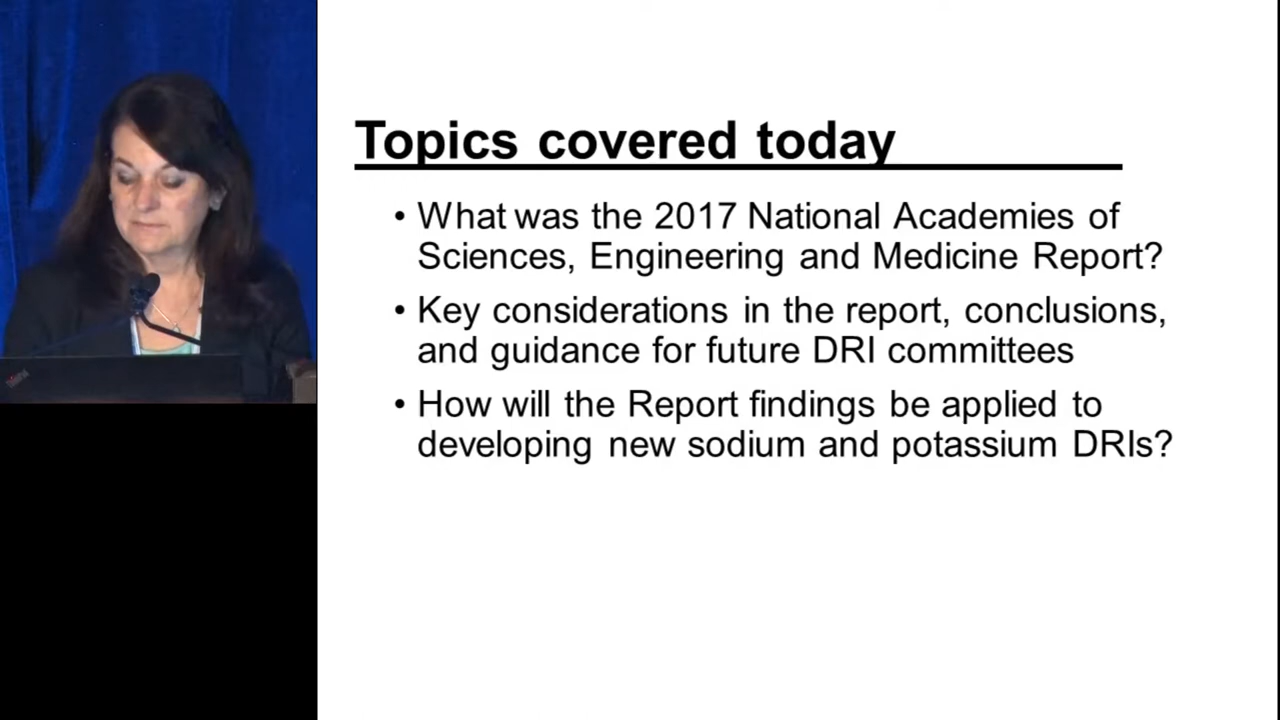 Topics covered today
• What was the 2017 National Academies of
Sciences, Engineering and Medicine Report?
• Key considerations in the report, conclusions,
and guidance for future DRI committees
• How will the Report findings be applied to
developing new sodium and potassium DRIs?